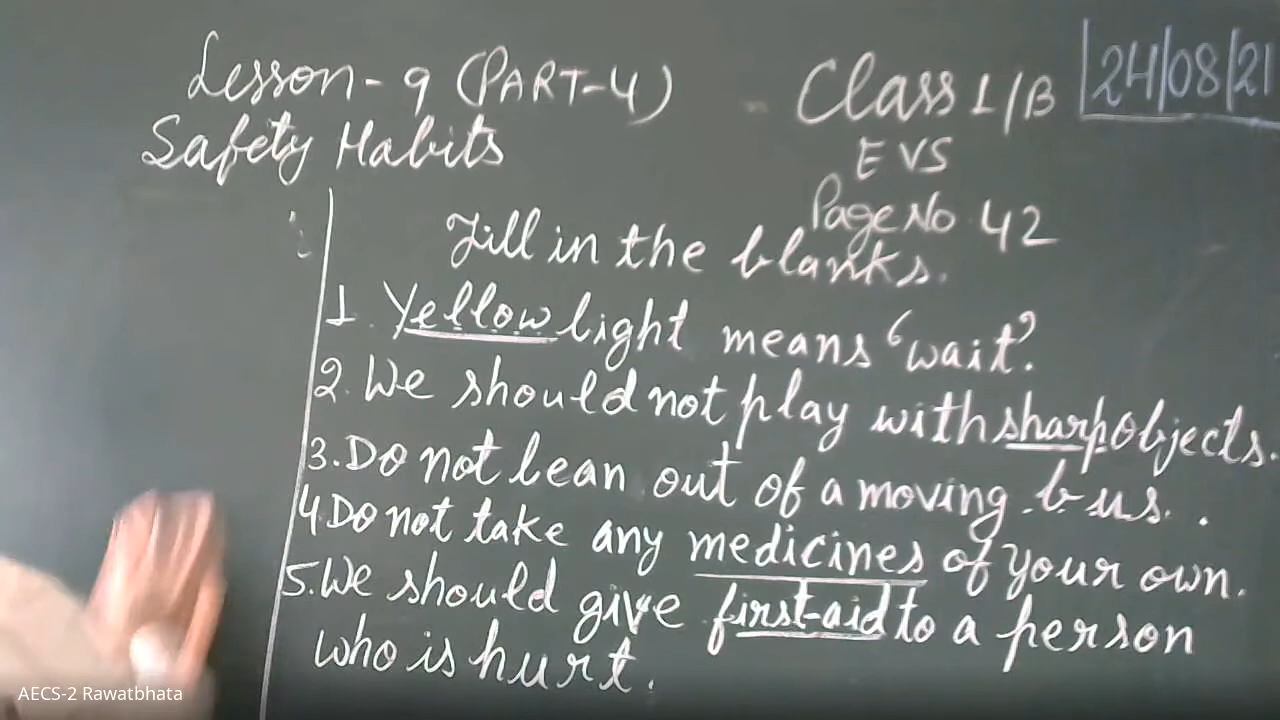 Lesson-9 (PART-4)
Safety Habits
Class I/B
24/08/21
EVS
Page No 42
Fill in the blanks.
1. Yellow light means 'wait'.
2. We should not play with sharp objects.
3. Do not lean out of a moving bus.
4. Do not take any medicines of your own.
5. We should give first-aid to a person
who is hurt.
AECS-2 Rawatbhata